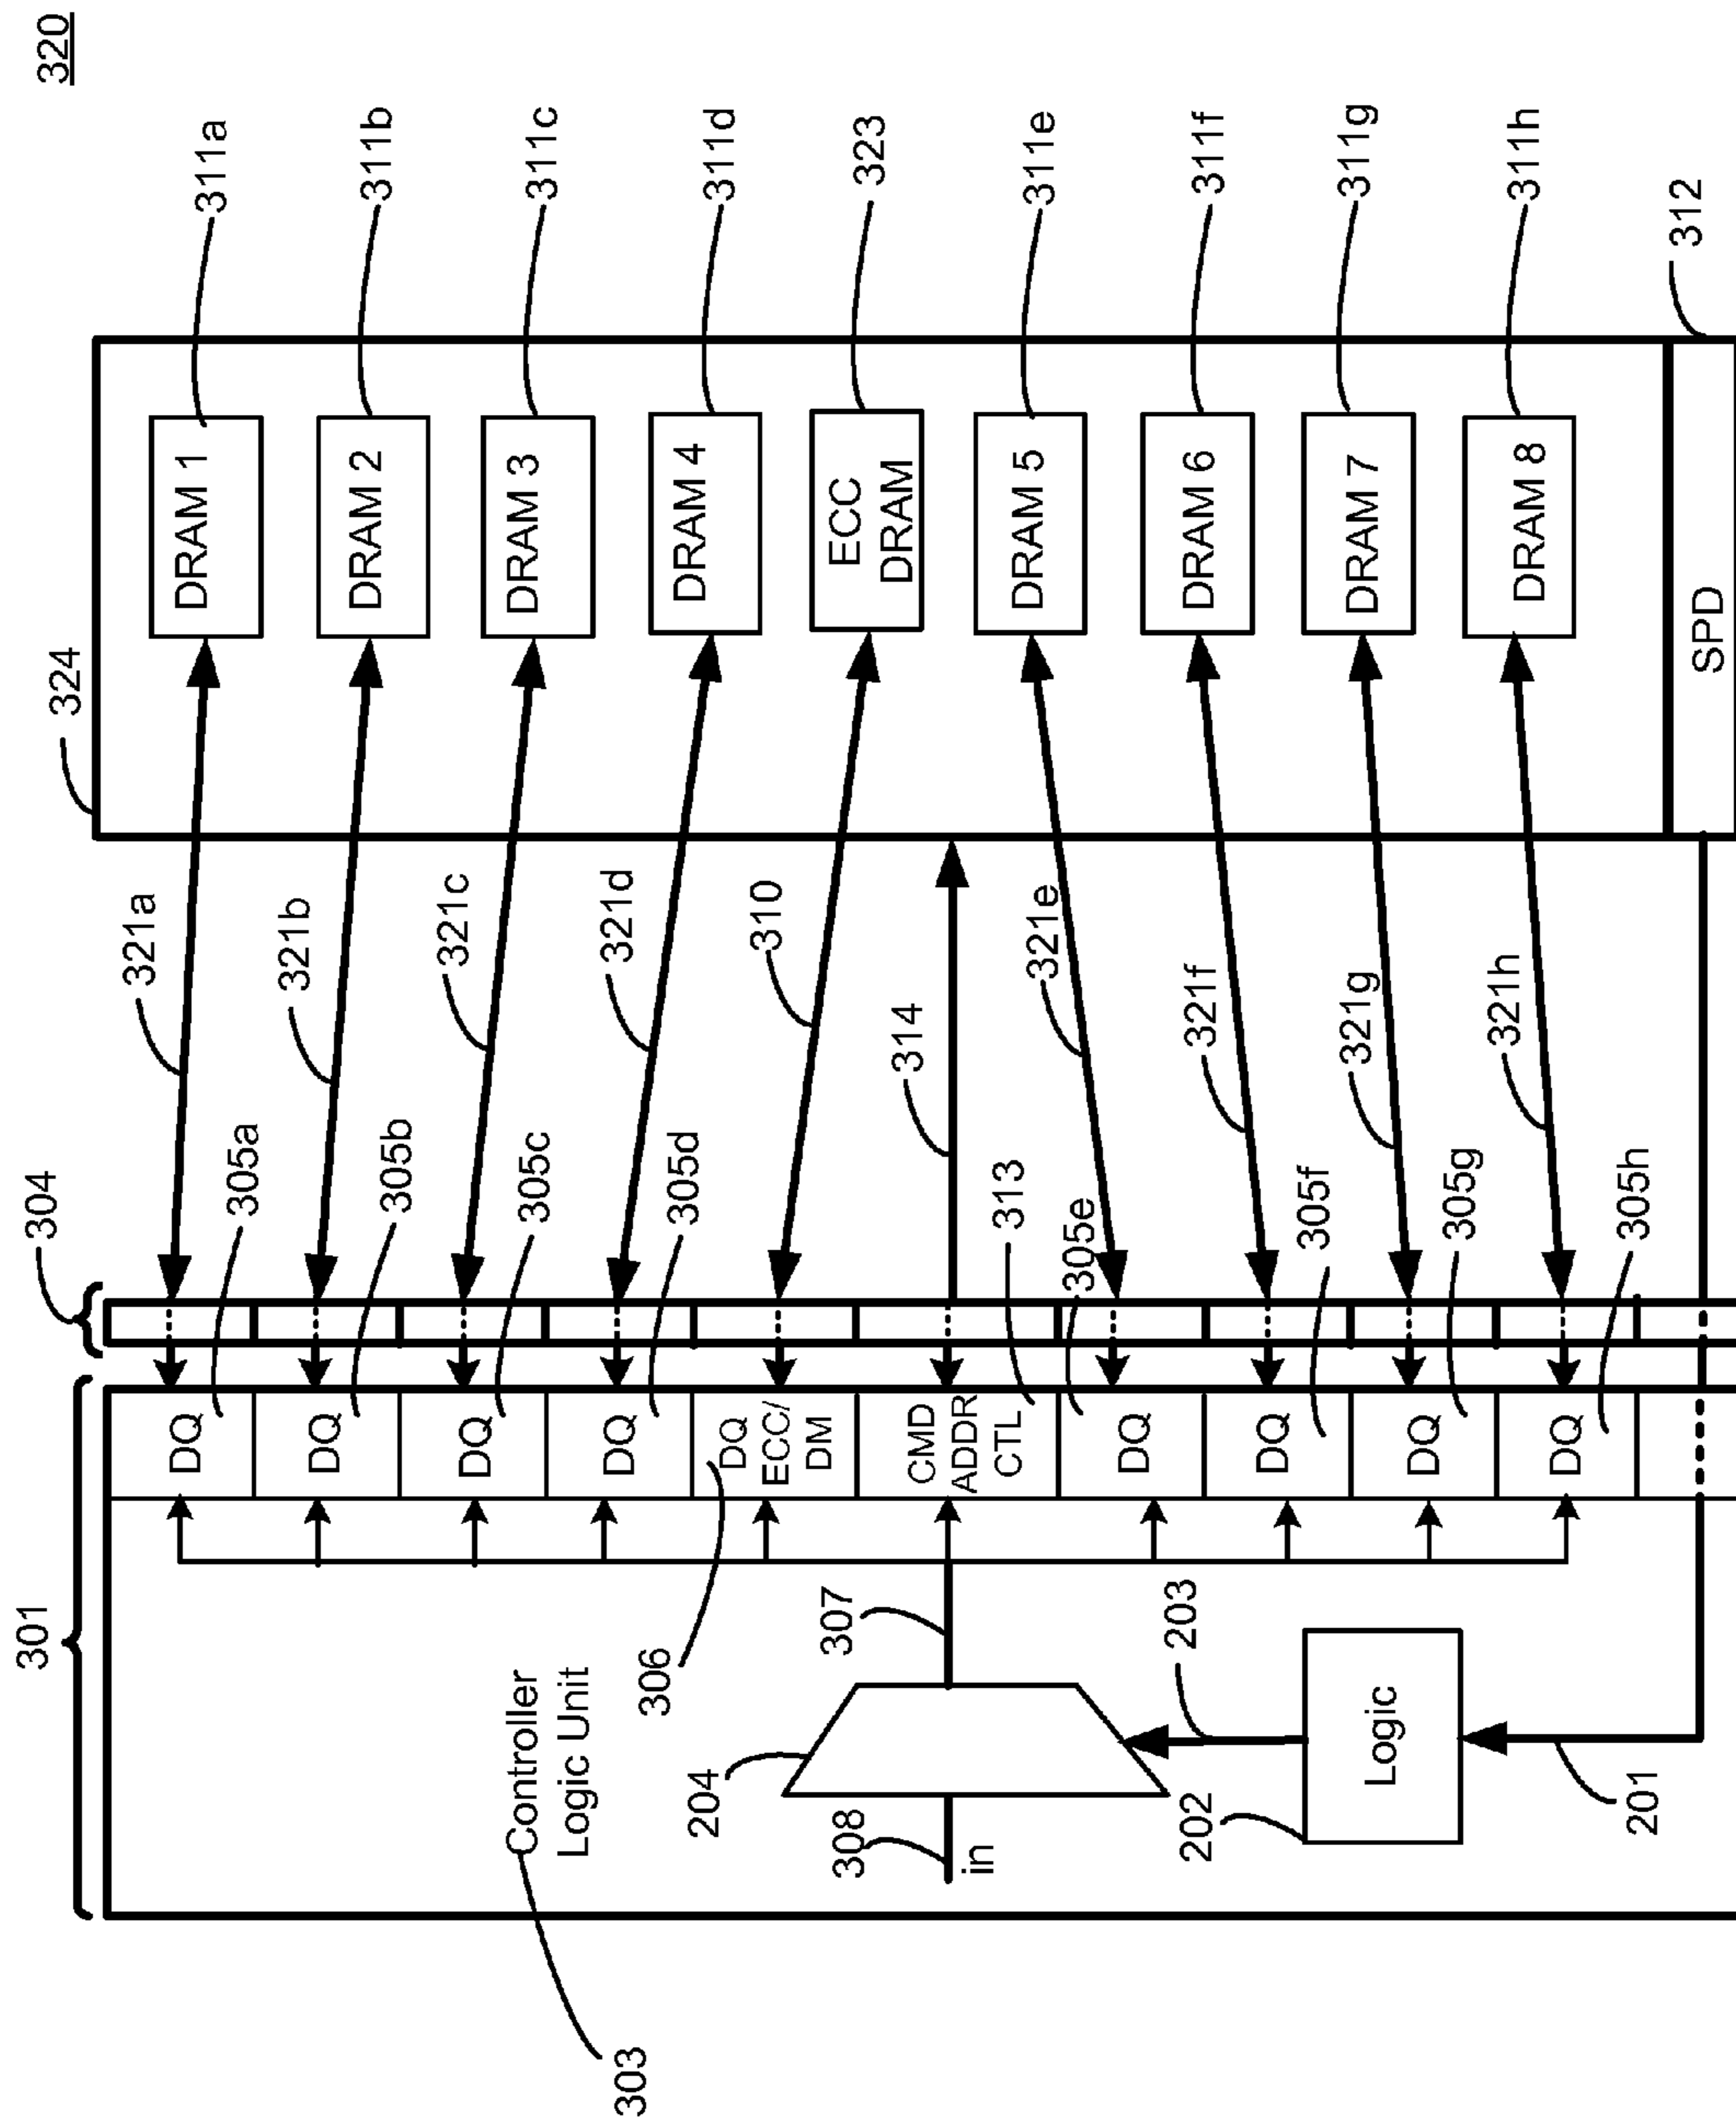 320
324
DRAM 1
DRAM 2
DRAM 3
DRAM 4
ECC
DRAM
DRAM 5
DRAM 6
DRAM 7
DRAM 8
SPD
311a
311b
311c
311d
323
311e
311f
311g
311h
312
321a
321b
321c
321d
310
314
321e
321f
321g
321h
304
305a
305b
305c
305d
313
305e
305f
305g
305h
301
DQ
DQ
DQ
DQ
DQ
ECC/
DM
CMD
ADDR
CTL
DQ
DQ
DQ
DQ
306
307
203
Controller
Logic Unit
204
308
in
202
Logic
201
303